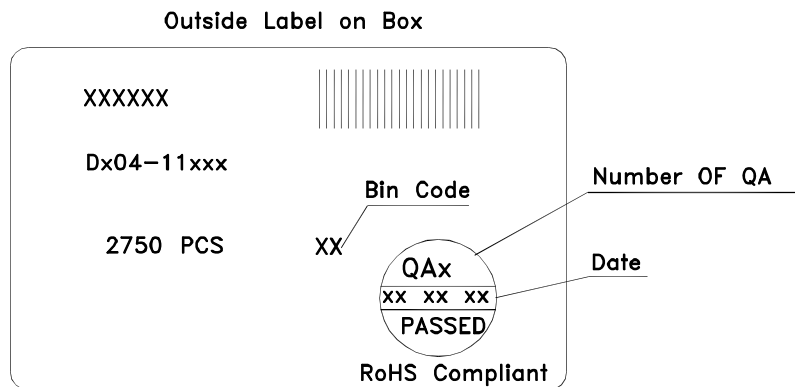 Outside Label on Box
XXXXXX
Dx04-11xxx
Bin Code
Number OF QA
2750 PCS
XX
QAx
Date
xx xx xx
PASSED
RoHS Compliant